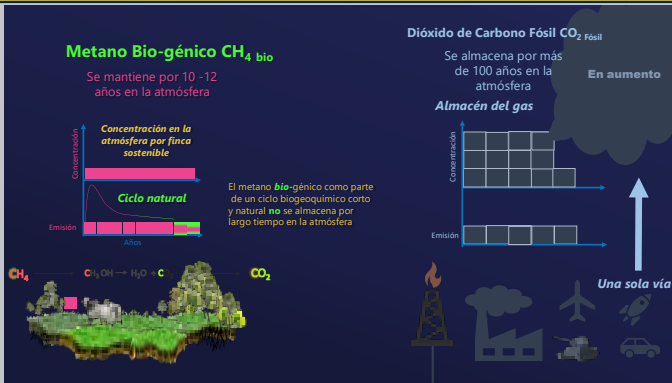 Metano Bio-génico CH4 bio
Se mantiene por 10 -12
años en la atmósfera
Concentración
Concentración en la
atmósfera por finca
sostenible
Ciclo natural
Emisión
Años
El metano bio-génico como parte
de un ciclo biogeoquímico corto
y natural no se almacena por
largo tiempo en la atmósfera
CH4
CH3OH → H2O + C
CO2
Dióxido de Carbono Fósil CO2 Fósil
Se almacena por más
de 100 años en la
atmósfera
En aumento
Almacén del gas
Concentración
Emisión
Una sola vía